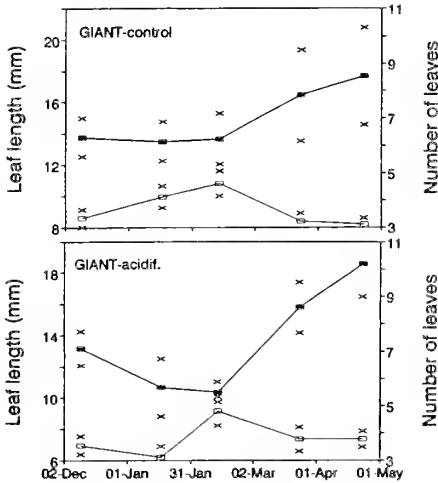 GIANT-control
Leaf length (mm)
20
16
12
8
11
9
7
5
3
Number of leaves
GIANT-acidif.
Leaf length (mm)
18
14
10
6
11
9
7
5
3
Number of leaves
02-Dec 01-Jan 31-Jan 02-Mar 01-Apr 01-May